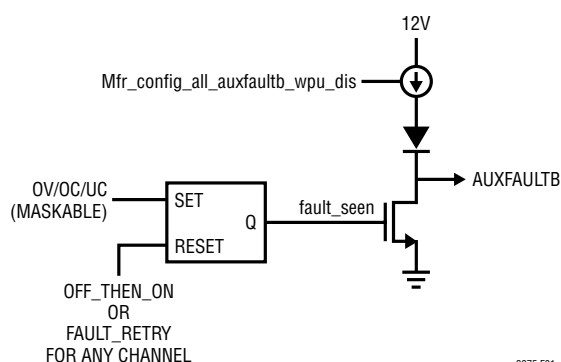 12V
Mfr_config_all_auxfaultb_wpu_dis
AUXFAULTB
OV/OC/UC
(MASKABLE)
SET
Q
fault_seen
RESET
OFF_THEN_ON
OR
FAULT_RETRY
FOR ANY CHANNEL